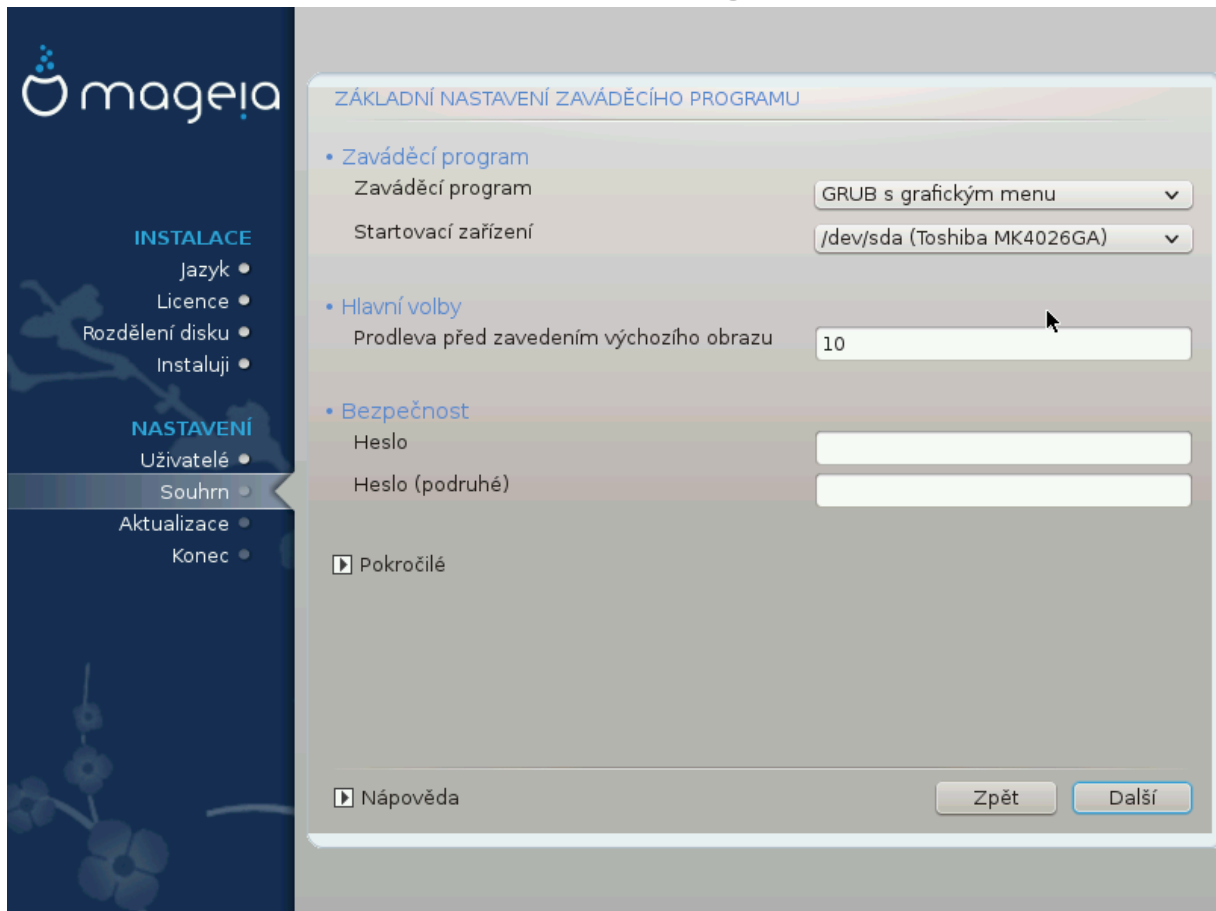 mageia
INSTALACE
Jazyk
Licence
Rozdělení disku
Instaluji
NASTAVENÍ
Uživatelé
Souhrn
Aktualizace
Konec
ZÁKLADNÍ NASTAVENÍ ZAVÁDĚCÍHO PROGRAMU
• Zaváděcí program
Zaváděcí program GRUB s grafickým menu
Startovací zařízení /dev/sda (Toshiba MK4026GA)
• Hlavní volby
Prodleva před zavedením výchozího obrazu 10
• Bezpečnost
Heslo
Heslo (podruhé)
Pokročilé
Nápověda Zpět Další